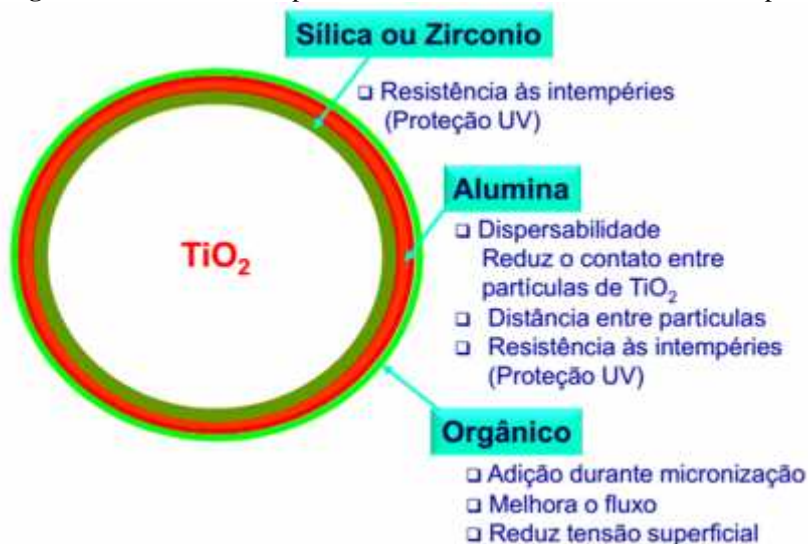 Sílica ou Zirconio
❑ Resistência às intempéries
(Proteção UV)
Alumina
❑ Dispersabilidade
Reduz o contato entre
partículas de TiO₂
❑ Distância entre partículas
❑ Resistência às intempéries
(Proteção UV)
TiO₂
Orgânico
❑ Adição durante micronização
❑ Melhora o fluxo
❑ Reduz tensão superficial